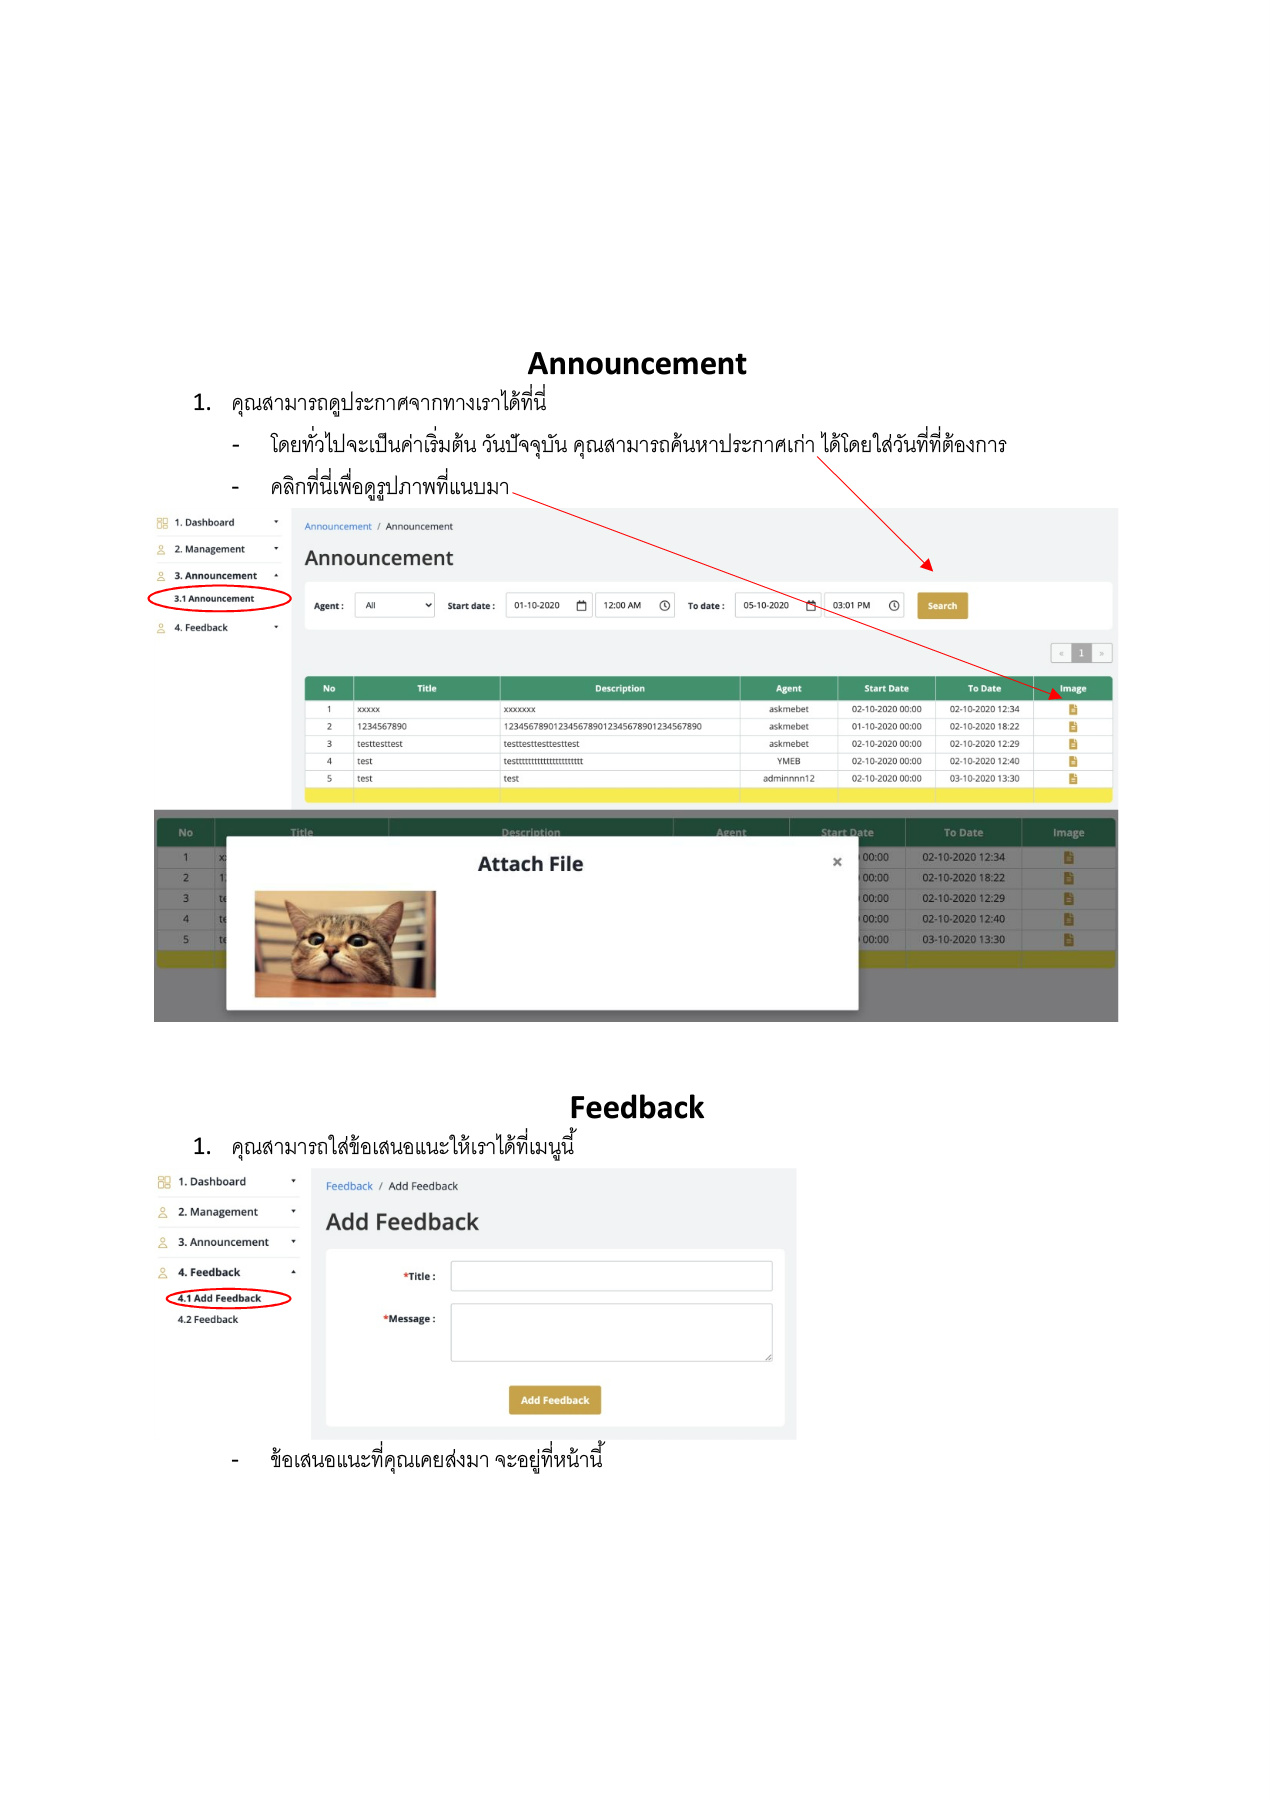 Announcement
1. คุณสามารถดูประกาศจากทางเราได้ที่นี่
- โดยทั่วไปจะเป็นค่าเริ่มต้น วันปัจจุบัน คุณสามารถค้นหาประกาศเก่า ได้โดยใส่วันที่ที่ต้องการ
- คลิกที่นี่เพื่อดูรูปภาพที่แนบมา
1. Dashboard
2. Management
3. Announcement
3.1 Announcement
4. Feedback
Announcement / Announcement
Announcement
Agent : All Start date : 01-10-2020 12:00 AM To date : 05-10-2020 03:01 PM Search
« 1 »
No Title Description Agent Start Date To Date Image
1 xxxxx xxxxxxx askmebet 02-10-2020 00:00 02-10-2020 12:34
2 1234567890 1234567890123456789012345678901234567890 askmebet 01-10-2020 00:00 02-10-2020 18:22
3 testtesttest testtesttesttesttest askmebet 02-10-2020 00:00 02-10-2020 12:29
4 test YMEB 02-10-2020 00:00 02-10-2020 12:40
5 test test adminnnn12 02-10-2020 00:00 03-10-2020 13:30
No Title Description Agent Start Date To Date Image
1 00:00 02-10-2020 12:34
2 00:00 02-10-2020 18:22
3 00:00 02-10-2020 12:29
4 00:00 02-10-2020 12:40
5 00:00 03-10-2020 13:30
Attach File ×
Feedback
1. คุณสามารถใส่ข้อเสนอแนะให้เราได้ที่เมนูนี้
1. Dashboard
2. Management
3. Announcement
4. Feedback
4.1 Add Feedback
4.2 Feedback
Feedback / Add Feedback
Add Feedback
*Title :
*Message :
Add Feedback
- ข้อเสนอแนะที่คุณเคยส่งมา จะอยู่ที่หน้านี้